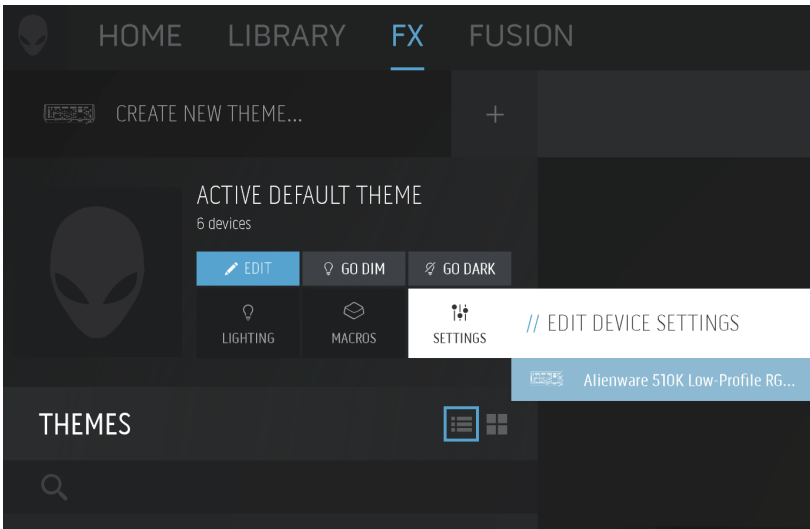 HOME LIBRARY FX FUSION
CREATE NEW THEME... +
ACTIVE DEFAULT THEME
6 devices
EDIT GO DIM GO DARK
LIGHTING MACROS SETTINGS // EDIT DEVICE SETTINGS
Alienware 510K Low-Profile RG...
THEMES